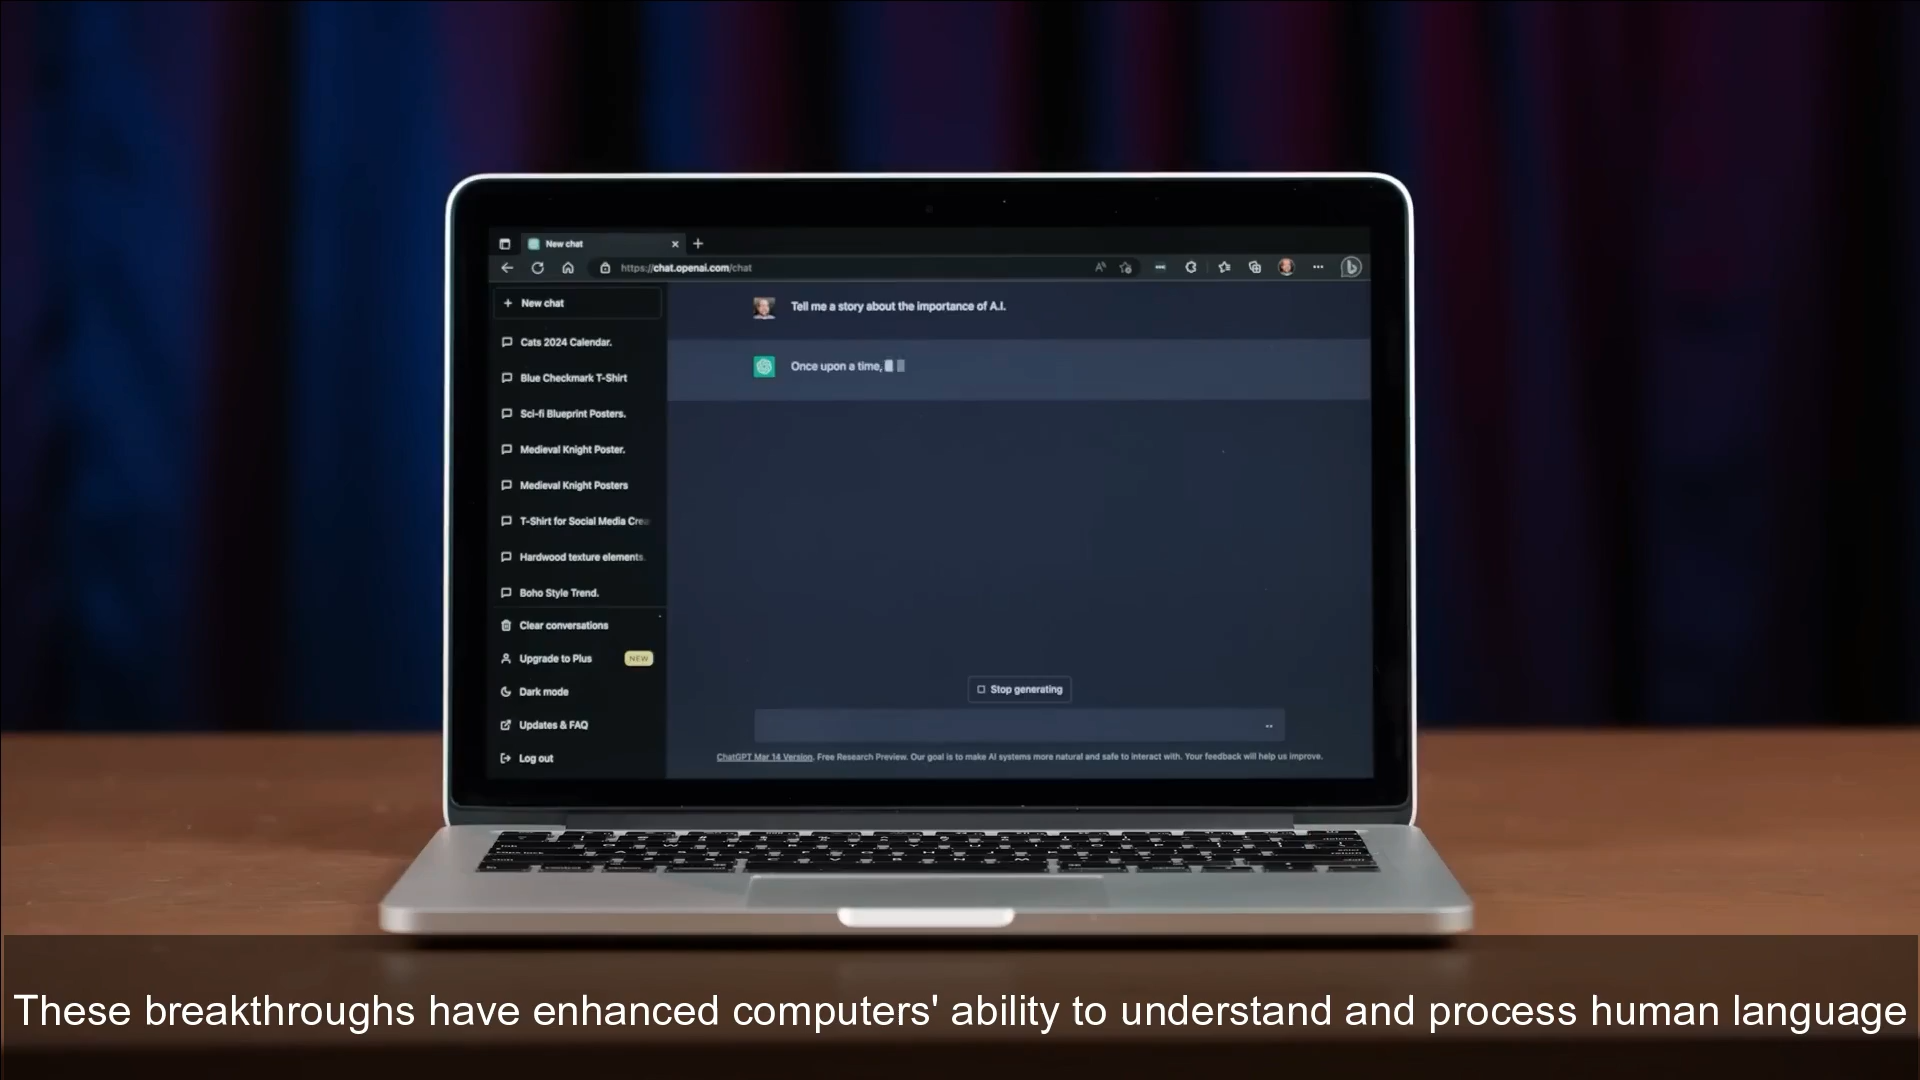 New chat
https://chat.openai.com/chat
New chat
Tell me a story about the importance of A.I.
Cats 2024 Calendar.
Once upon a time,
Blue Checkmark T-Shirt
Sci-fi Blueprint Posters.
Medieval Knight Poster.
Medieval Knight Posters
T-Shirt for Social Media Crea
Hardwood texture elements.
Boho Style Trend.
Clear conversations
Upgrade to Plus NEW
Stop generating
Dark mode
Updates & FAQ
ChatGPT Mar 14 Version. Free Research Preview. Our goal is to make AI systems more natural and safe to interact with. Your feedback will help us improve.
Log out
These breakthroughs have enhanced computers' ability to understand and process human language